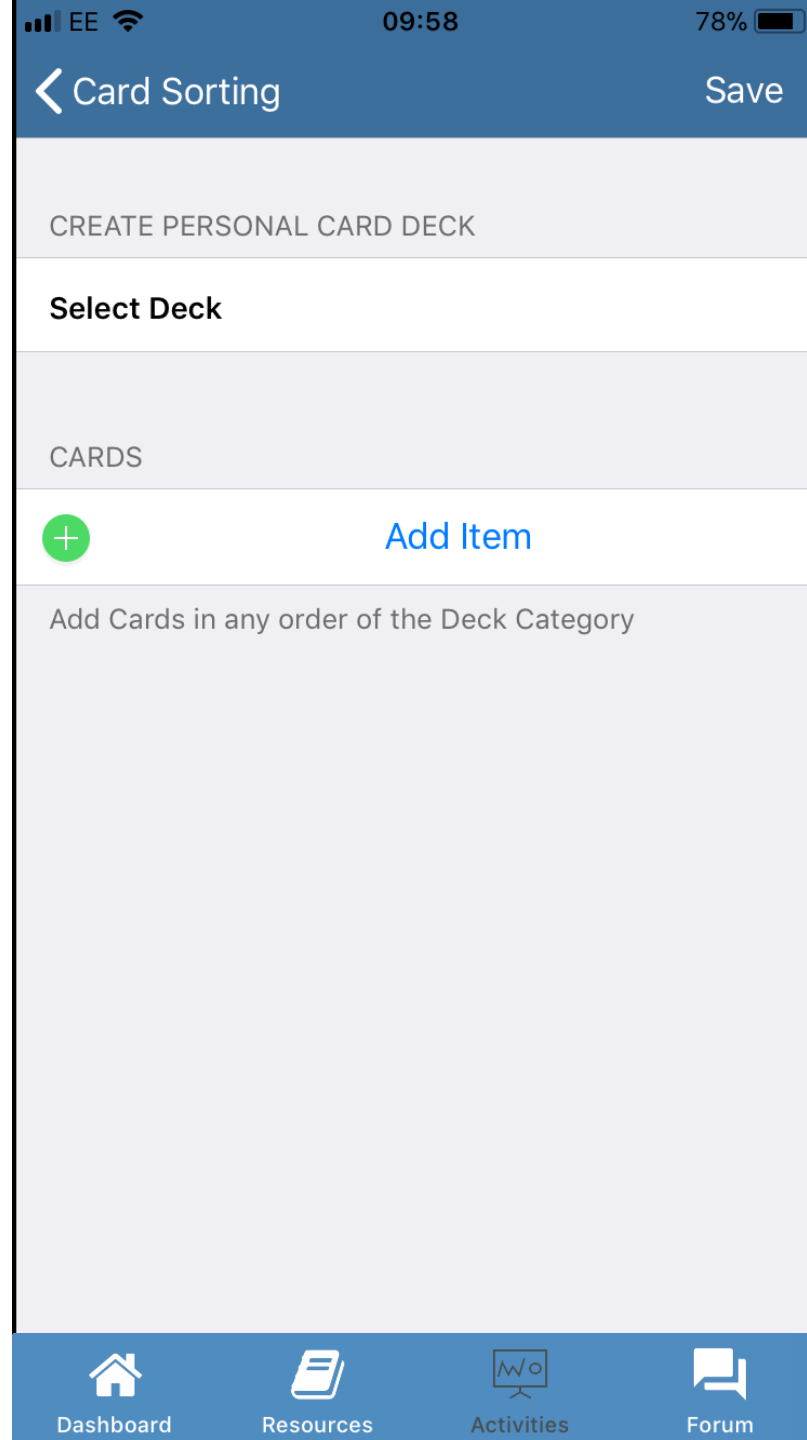 EE 09:58 78%
Card Sorting Save
CREATE PERSONAL CARD DECK
Select Deck
CARDS
Add Item
Add Cards in any order of the Deck Category
Dashboard Resources Activities Forum